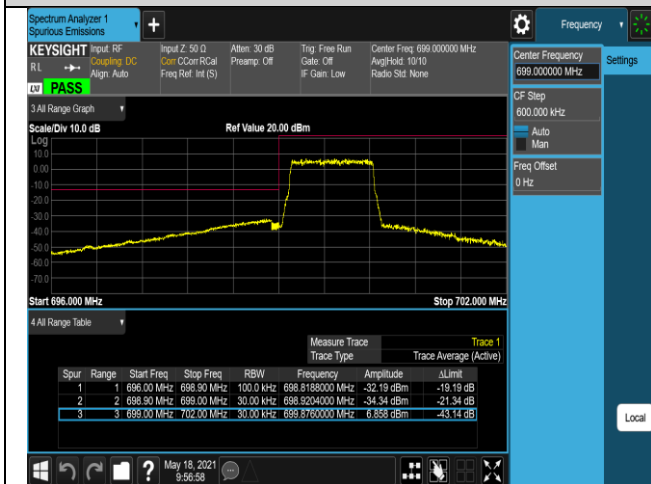 Spectrum Analyzer 1
Spurious Emissions
+
Frequency
KEYSIGHT
RL
Input: RF
Coupling: DC
Align: Auto
Input Z: 50 Ω
Corr CCorr RCal
Freq Ref: Int (S)
Atten: 30 dB
Preamp: Off
Trig: Free Run
Gate: Off
IF Gain: Low
Center Freq: 699.000000 MHz
Avg|Hold: 10/10
Radio Std: None
LXI PASS
Center Frequency
699.000000 MHz
Settings
CF Step
600.000 kHz
Auto
Man
Freq Offset
0 Hz
3 All Range Graph
Scale/Div 10.0 dB
Ref Value 20.00 dBm
Log
10.0
0.00
-10.0
-20.0
-30.0
-40.0
-50.0
-60.0
-70.0
Start 696.000 MHz
Stop 702.000 MHz
4 All Range Table
Measure Trace Trace 1
Trace Type Trace Average (Active)
Spur Range Start Freq Stop Freq RBW Frequency Amplitude ΔLimit
1 1 696.00 MHz 698.90 MHz 100.0 kHz 698.8188000 MHz -32.19 dBm -19.19 dB
2 2 698.90 MHz 699.00 MHz 30.00 kHz 698.9204000 MHz -34.34 dBm -21.34 dB
3 3 699.00 MHz 702.00 MHz 30.00 kHz 699.8760000 MHz 6.858 dBm -43.14 dB
Local
?
May 18, 2021
9:56:58